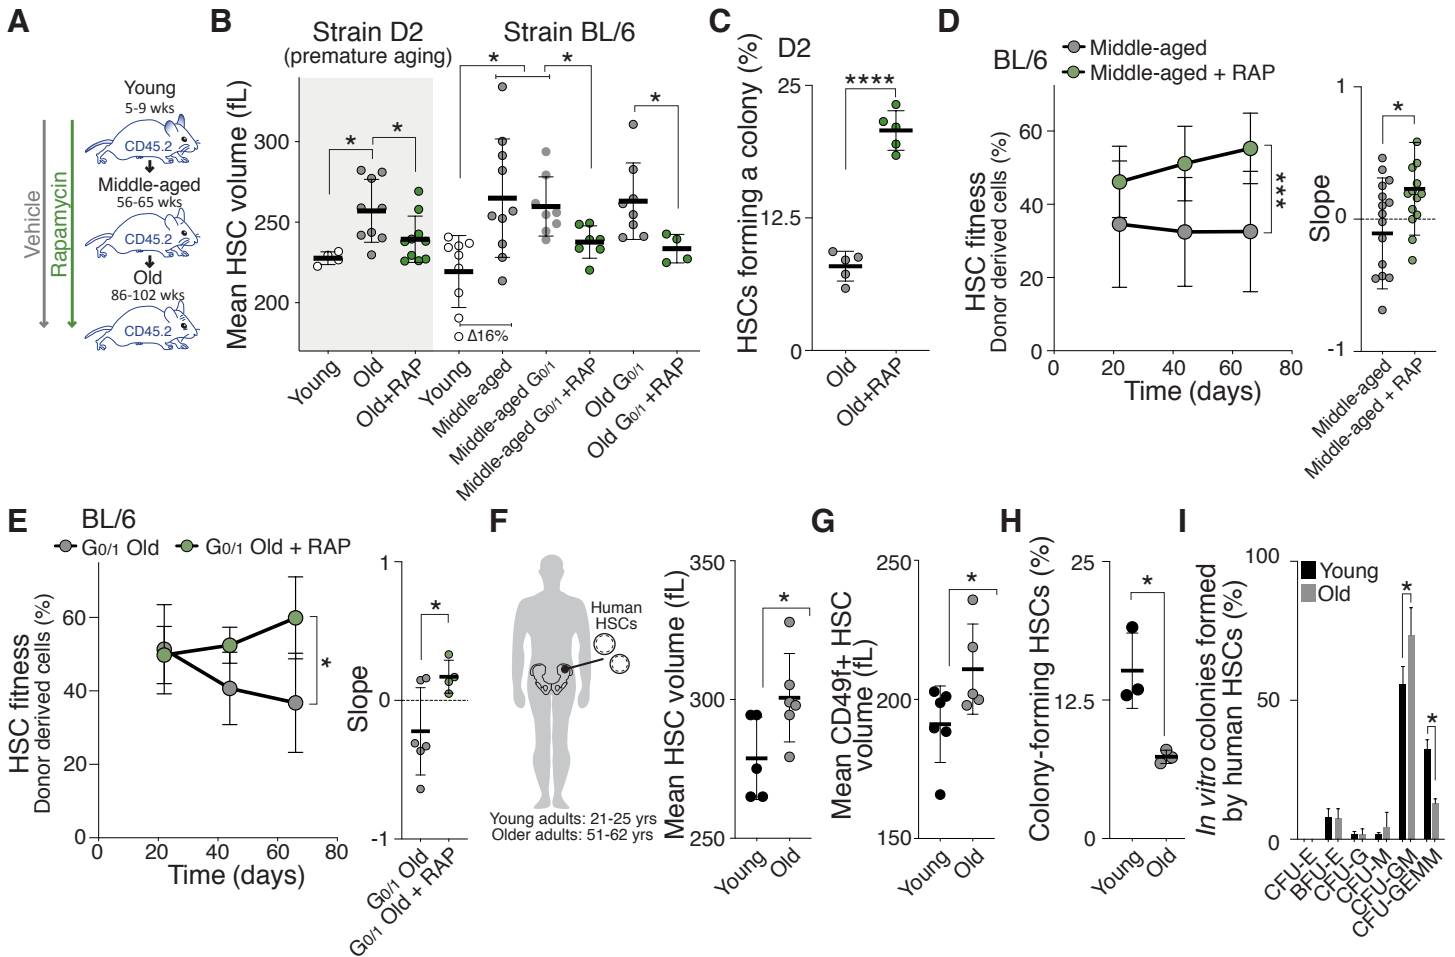 A
Young
5-9 wks
CD45.2
Middle-aged
56-65 wks
CD45.2
Old
86-102 wks
CD45.2
Vehicle
Rapamycin
B
Strain D2
(premature aging)
Strain BL/6
Mean HSC volume (fL)
300
250
200
*
*
*
*
*
Δ16%
Young
Old
Old+RAP
Young
Middle-aged
Middle-aged G0/1
Middle-aged G0/1 +RAP
Old G0/1
Old G0/1 +RAP
C
D2
HSCs forming a colony (%)
25
12.5
0
****
Old
Old+RAP
D
BL/6
Middle-aged
Middle-aged + RAP
HSC fitness
Donor derived cells (%)
60
40
20
0
0
20
40
60
80
Time (days)
***
Slope
1
0
-1
*
Middle-aged
Middle-aged + RAP
E
BL/6
G0/1 Old
G0/1 Old + RAP
HSC fitness
Donor derived cells (%)
60
40
20
0
0
20
40
60
80
Time (days)
*
Slope
1
0
-1
*
G0/1 Old
G0/1 Old + RAP
F
Human
HSCs
Young adults: 21-25 yrs
Older adults: 51-62 yrs
Mean HSC volume (fL)
350
300
250
*
Young
Old
G
Mean CD49f+ HSC
volume (fL)
250
200
150
*
Young
Old
H
Colony-forming HSCs (%)
25
12.5
0
*
Young
Old
I
In vitro colonies formed
by human HSCs (%)
100
50
0
Young
Old
*
*
CFU-E
BFU-E
CFU-G
CFU-M
CFU-GM
CFU-GEMM